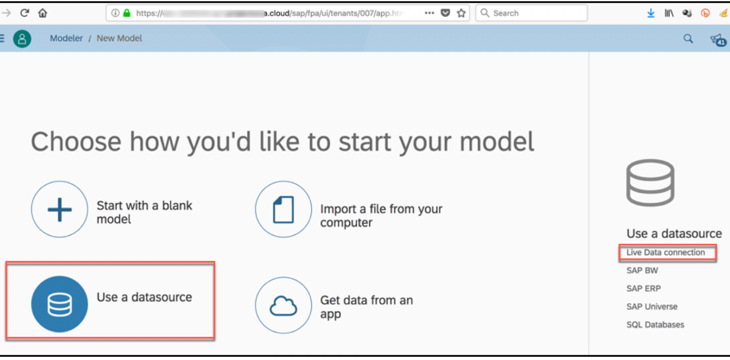 https://
a.cloud/sap/fpa/ui/tenants/007/app.ht
Search
Modeler / New Model
41
Choose how you'd like to start your model
Start with a blank
model
Import a file from your
computer
Use a datasource
Get data from an
app
Use a datasource
Live Data connection
SAP BW
SAP ERP
SAP Universe
SQL Databases